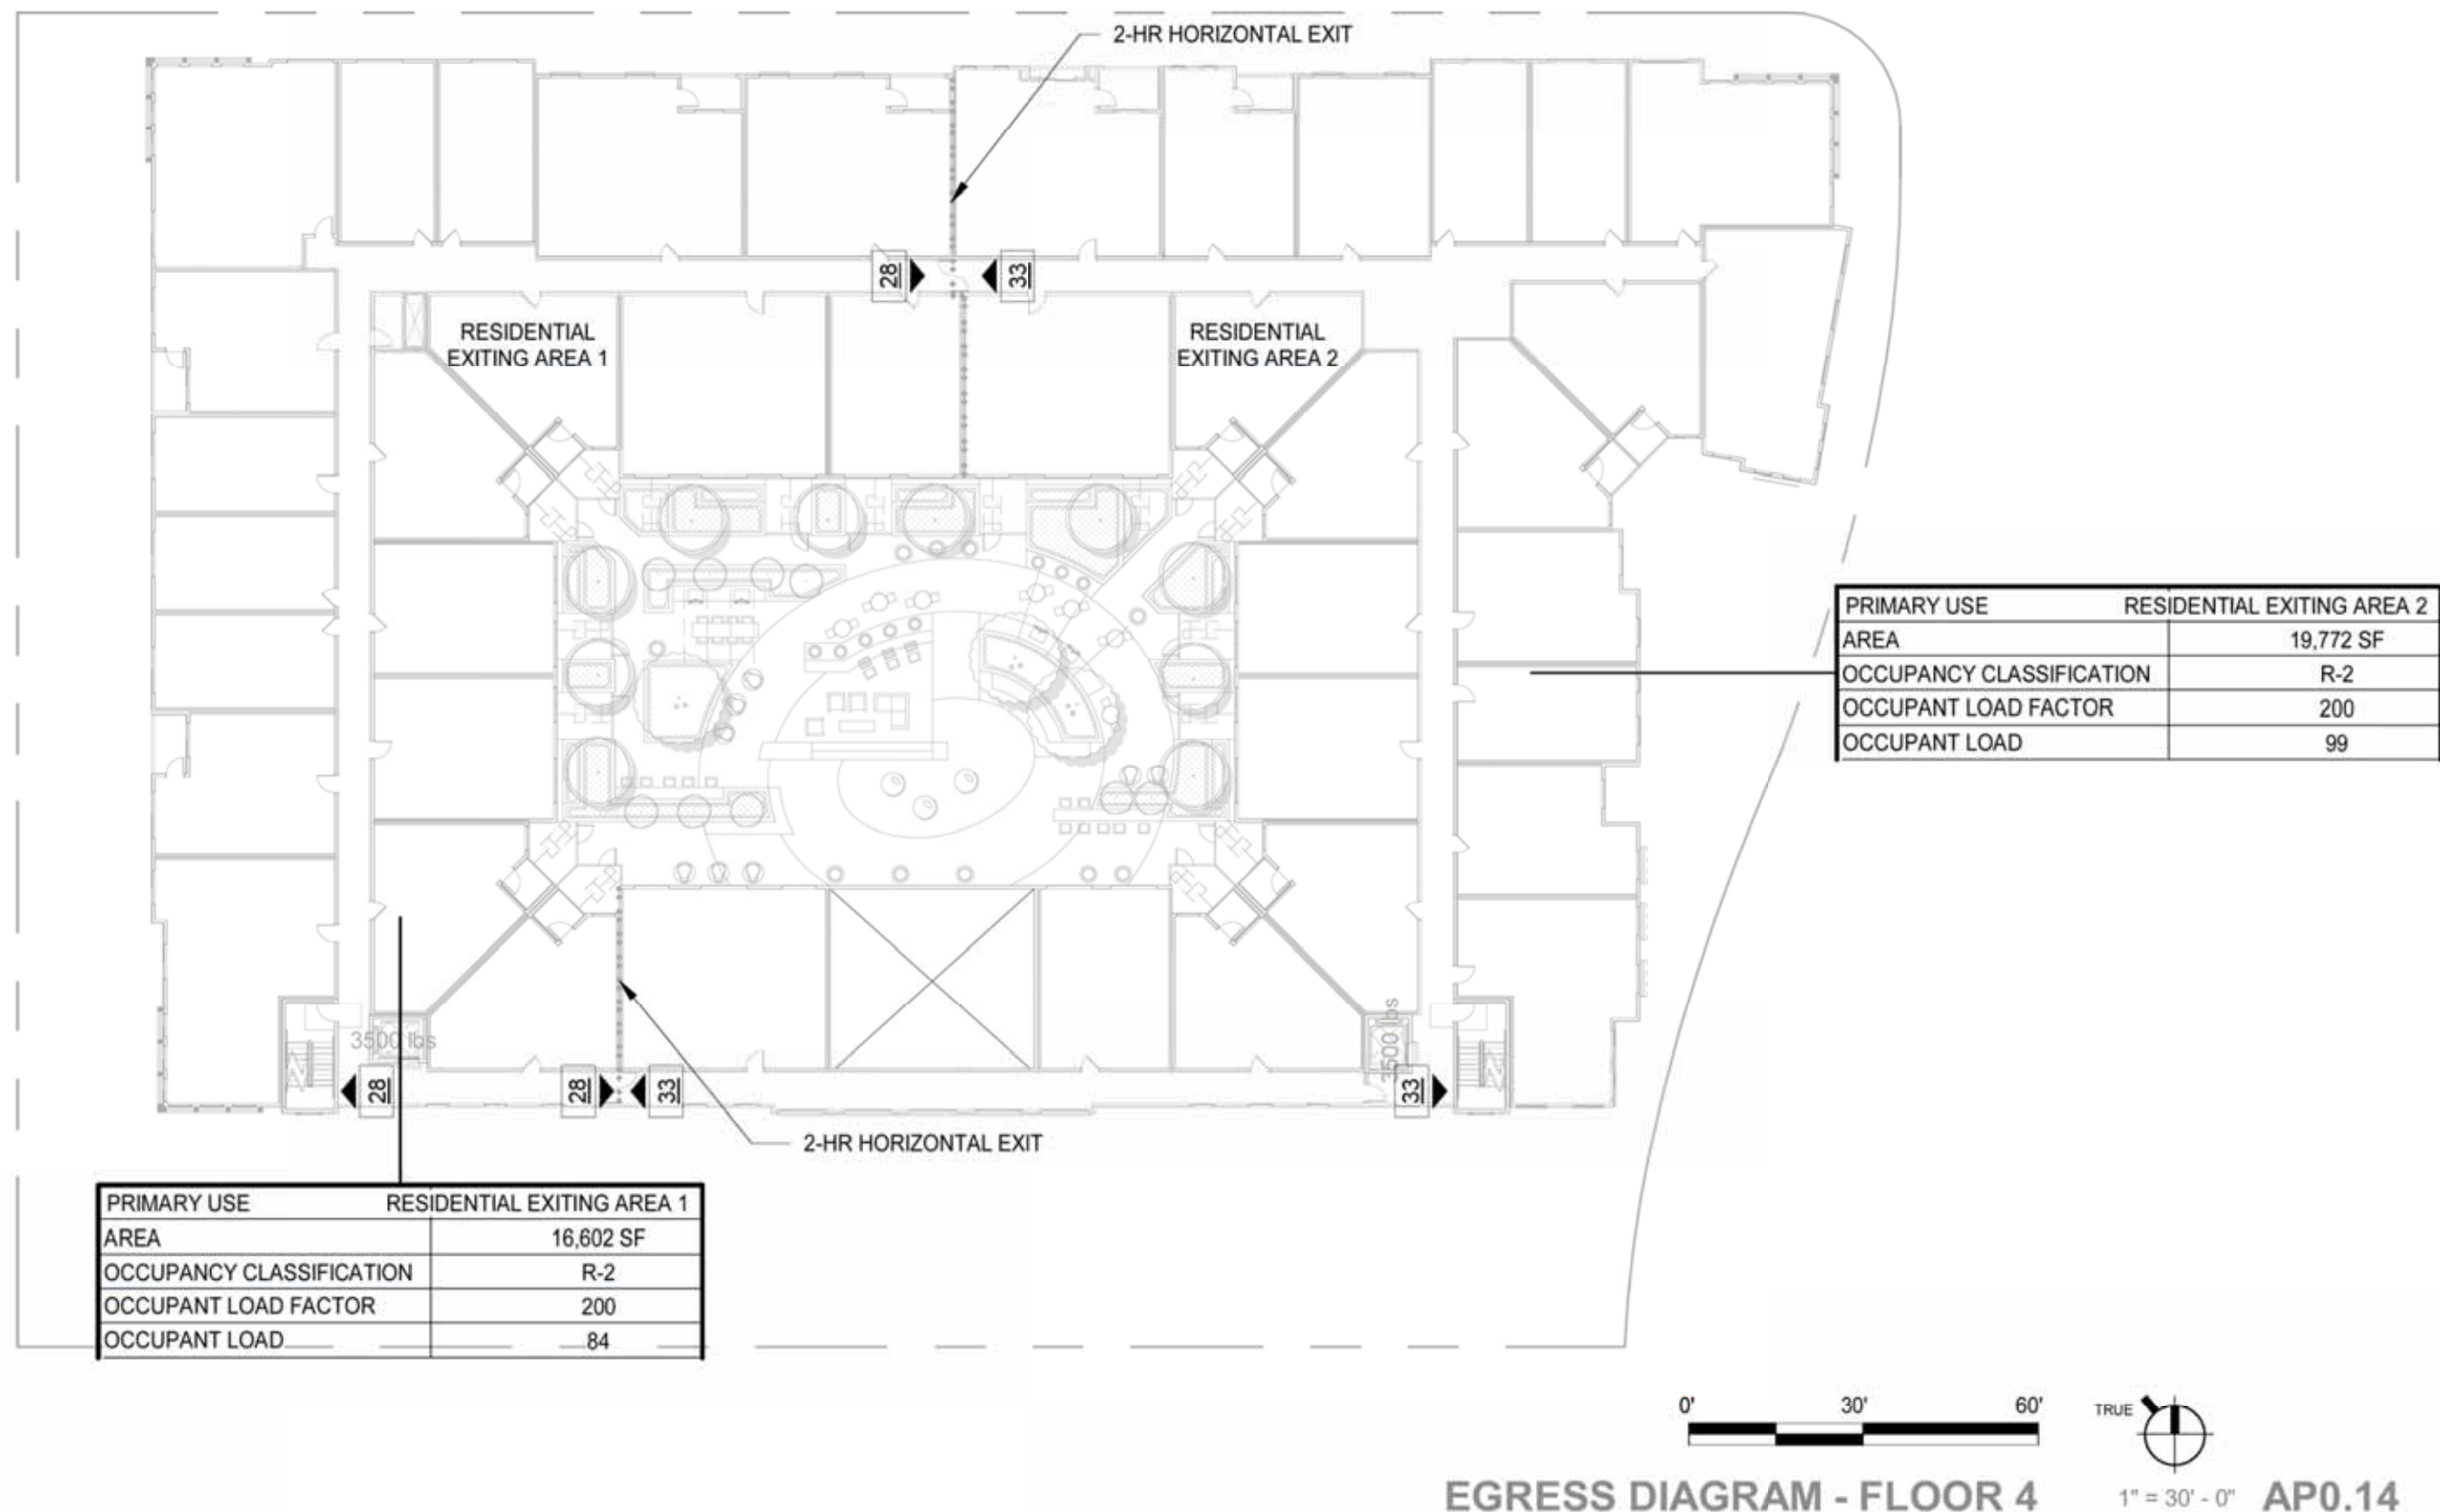 2-HR HORIZONTAL EXIT
28
33
RESIDENTIAL
EXITING AREA 1
RESIDENTIAL
EXITING AREA 2
PRIMARY USE RESIDENTIAL EXITING AREA 2
AREA 19,772 SF
OCCUPANCY CLASSIFICATION R-2
OCCUPANT LOAD FACTOR 200
OCCUPANT LOAD 99
3500 lbs
3500 lbs
28
28
33
33
2-HR HORIZONTAL EXIT
PRIMARY USE RESIDENTIAL EXITING AREA 1
AREA 16,602 SF
OCCUPANCY CLASSIFICATION R-2
OCCUPANT LOAD FACTOR 200
OCCUPANT LOAD 84
0' 30' 60'
TRUE
EGRESS DIAGRAM - FLOOR 4
1" = 30' - 0"
AP0.14